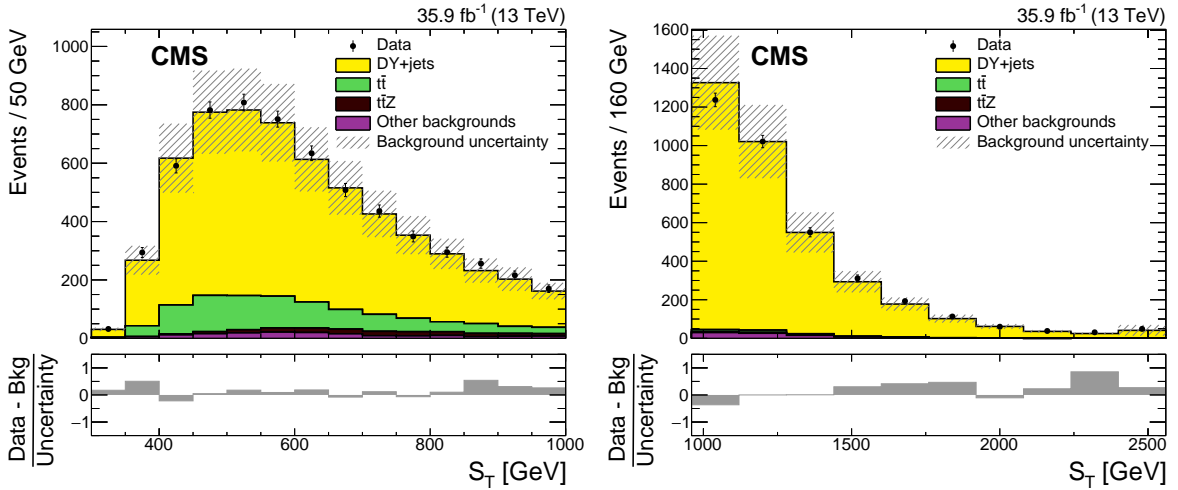 35.9 fb⁻¹ (13 TeV)
CMS
Data
DY+jets
tt̄
tt̄Z
Other backgrounds
Background uncertainty
Events / 50 GeV
1000
800
600
400
200
0
Data - Bkg
Uncertainty
1
0
−1
400 600 800 1000
S_T [GeV]
35.9 fb⁻¹ (13 TeV)
CMS
Data
DY+jets
tt̄
tt̄Z
Other backgrounds
Background uncertainty
Events / 160 GeV
1600
1400
1200
1000
800
600
400
200
0
Data - Bkg
Uncertainty
1
0
−1
1000 1500 2000 2500
S_T [GeV]